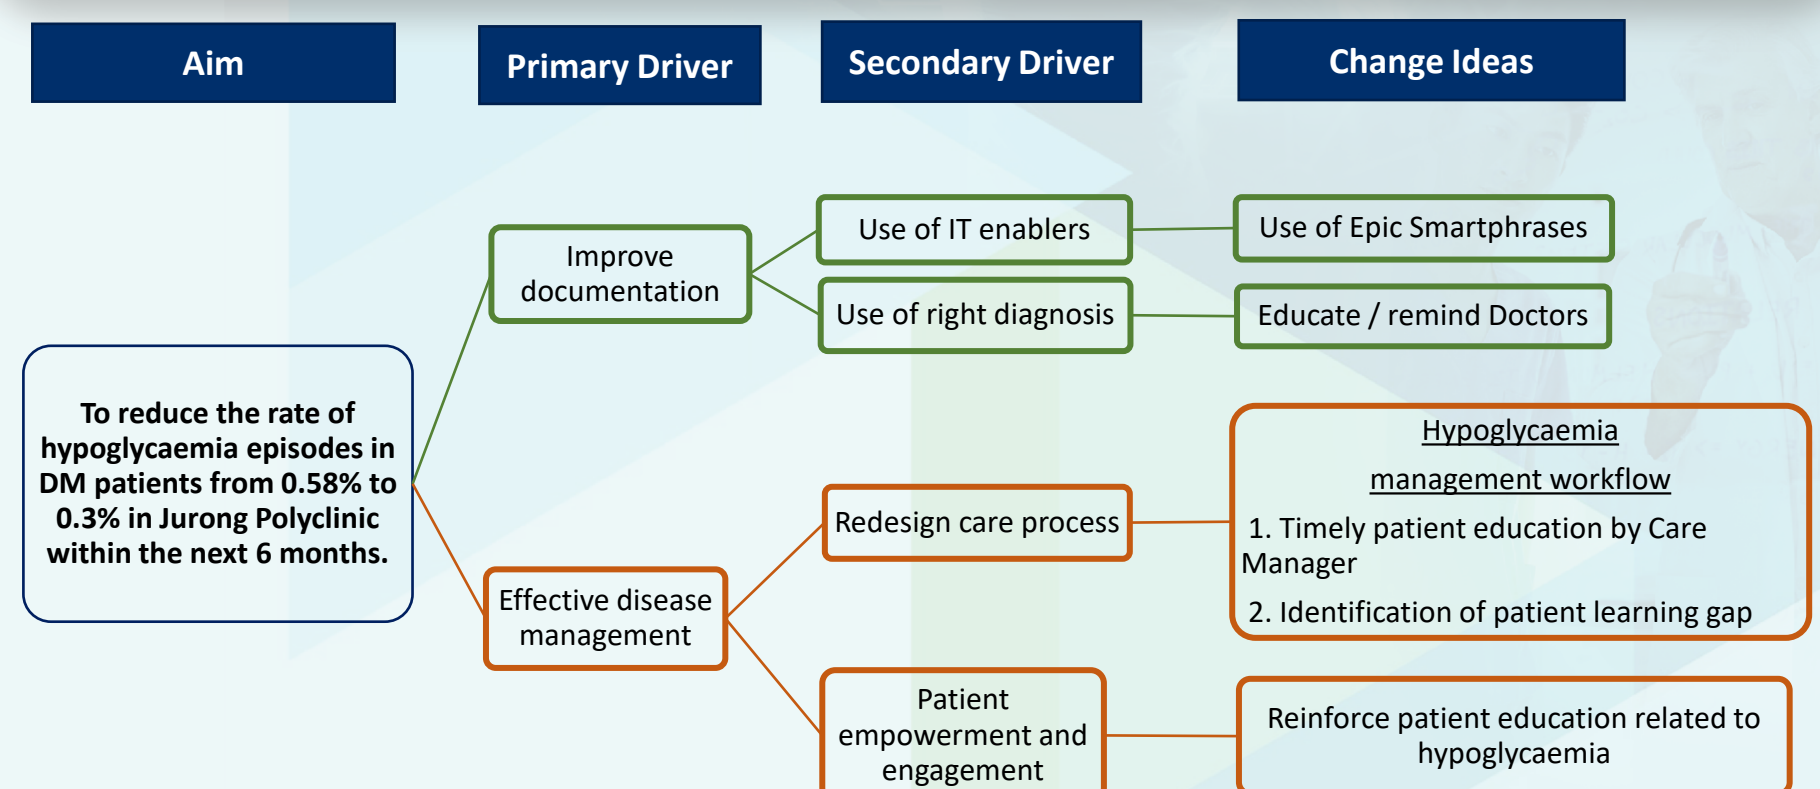 Aim
Primary Driver
Secondary Driver
Change Ideas
To reduce the rate of
hypoglycaemia episodes in
DM patients from 0.58% to
0.3% in Jurong Polyclinic
within the next 6 months.
Improve
documentation
Use of IT enablers
Use of Epic Smartphrases
Use of right diagnosis
Educate / remind Doctors
Effective disease
management
Redesign care process
Hypoglycaemia
management workflow
1. Timely patient education by Care
Manager
2. Identification of patient learning gap
Patient
empowerment and
engagement
Reinforce patient education related to
hypoglycaemia